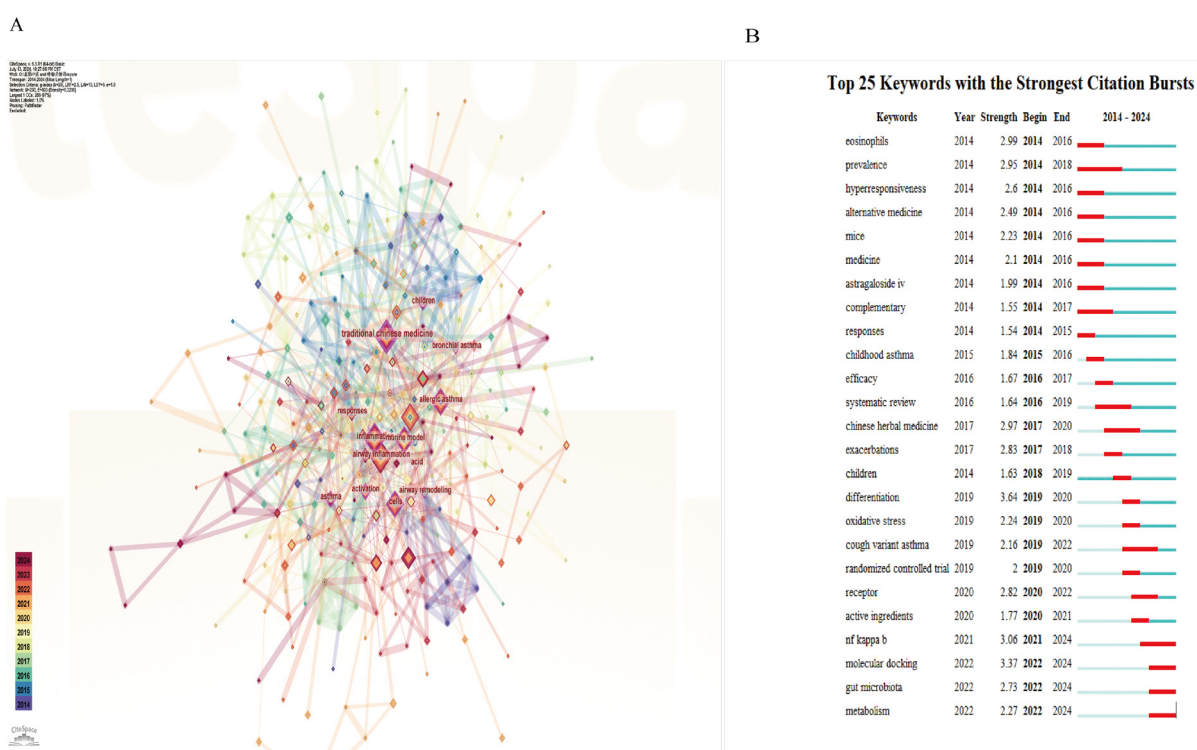 A
B
CiteSpace, v. 6.3.R1 (64-bit) Basic
Top 25 Keywords with the Strongest Citation Bursts
Keywords Year Strength Begin End 2014 - 2024
eosinophils 2014 2.99 2014 2016
prevalence 2014 2.95 2014 2018
hyperresponsiveness 2014 2.6 2014 2016
alternative medicine 2014 2.49 2014 2016
mice 2014 2.23 2014 2016
medicine 2014 2.1 2014 2016
astragaloside iv 2014 1.99 2014 2016
complementary 2014 1.55 2014 2017
responses 2014 1.54 2014 2015
childhood asthma 2015 1.84 2015 2016
efficacy 2016 1.67 2016 2017
systematic review 2016 1.64 2016 2019
chinese herbal medicine 2017 2.97 2017 2020
exacerbations 2017 2.83 2017 2018
children 2014 1.63 2018 2019
differentiation 2019 3.64 2019 2020
oxidative stress 2019 2.24 2019 2020
cough variant asthma 2019 2.16 2019 2022
randomized controlled trial 2019 2 2019 2020
receptor 2020 2.82 2020 2022
active ingredients 2020 1.77 2020 2021
nf kappa b 2021 3.06 2021 2024
molecular docking 2022 3.37 2022 2024
gut microbiota 2022 2.73 2022 2024
metabolism 2022 2.27 2022 2024
children
traditional chinese medicine
bronchial asthma
allergic asthma
responses
murine model
airway inflammation
acid
activation
airway remodeling
asthma
cells
2024
2023
2022
2021
2020
2019
2018
2017
2016
2015
2014
CiteSpace